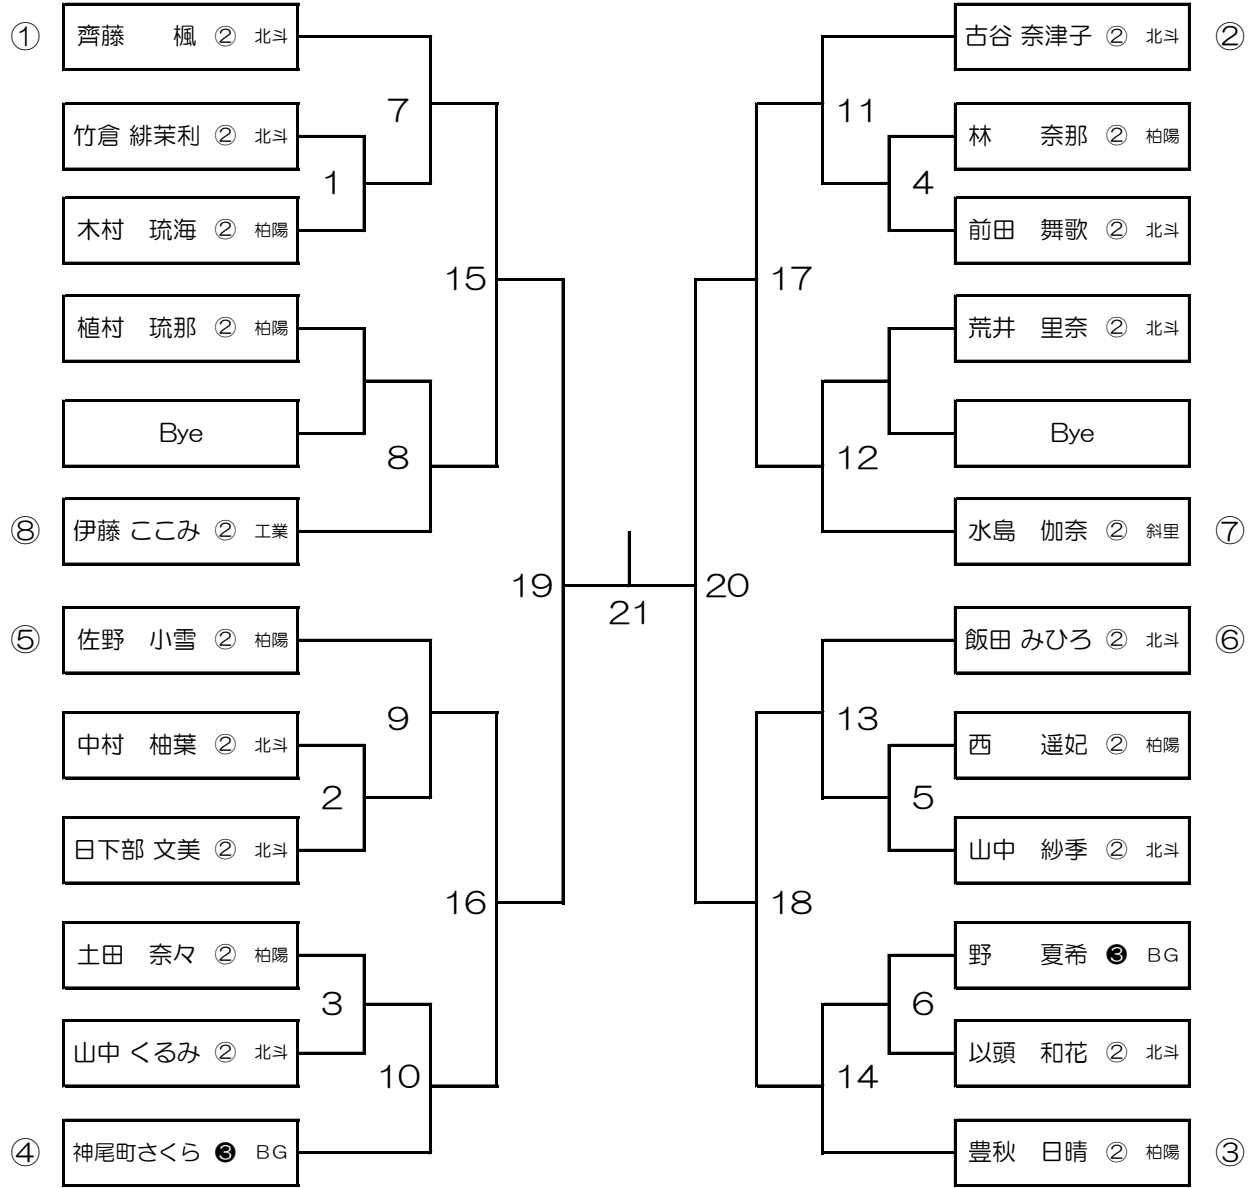 ① 齊藤　　楓 ② 北斗
竹倉 緋茉利 ② 北斗
木村　琉海 ② 柏陽
植村　琉那 ② 柏陽
Bye
⑧ 伊藤 ここみ ② 工業
⑤ 佐野　小雪 ② 柏陽
中村　柚葉 ② 北斗
日下部 文美 ② 北斗
土田　奈々 ② 柏陽
山中 くるみ ② 北斗
④ 神尾町さくら ❸ ＢＧ
7
1
15
8
19
9
2
16
3
10
21
11
4
17
12
20
13
5
18
6
14
古谷 奈津子 ② 北斗 ②
林　　奈那 ② 柏陽
前田　舞歌 ② 北斗
荒井　里奈 ② 北斗
Bye
水島　伽奈 ② 斜里 ⑦
飯田 みひろ ② 北斗 ⑥
西　　遥妃 ② 柏陽
山中　紗季 ② 北斗
野　　夏希 ❸ ＢＧ
以頭　和花 ② 北斗
豊秋　日晴 ② 柏陽 ③